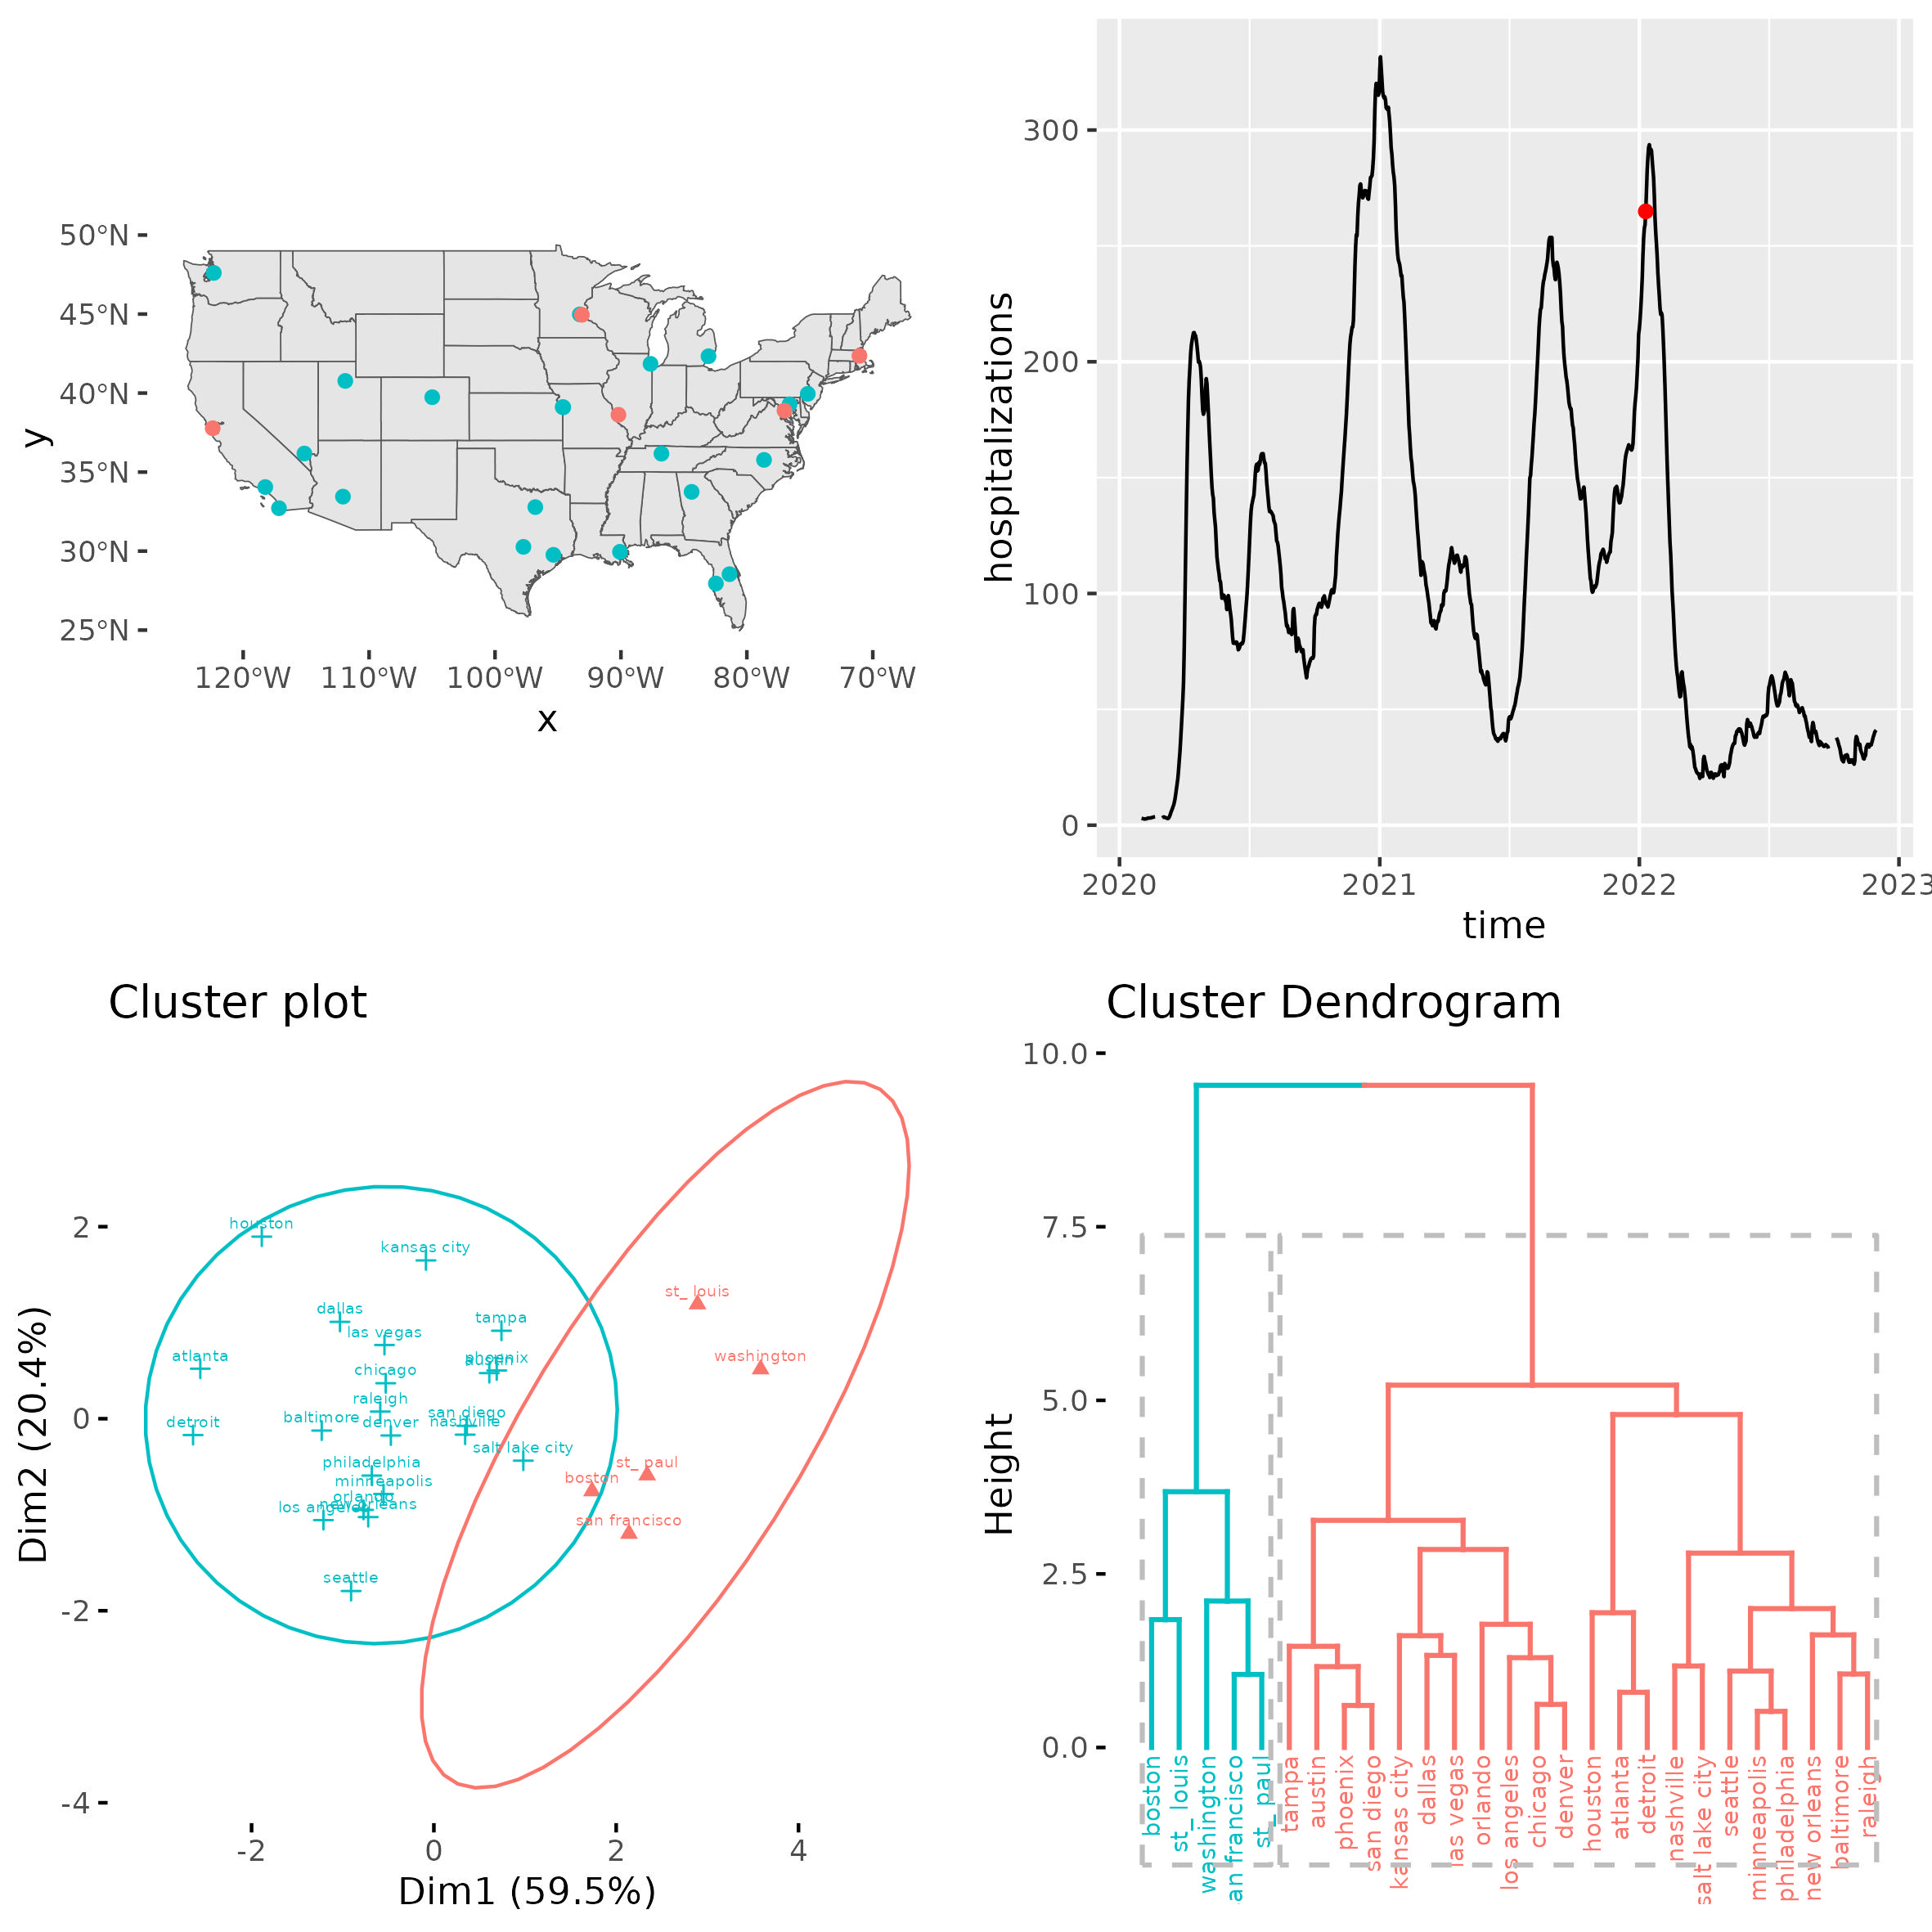 50°N
45°N
40°N
35°N
30°N
25°N
y
120°W 110°W 100°W 90°W 80°W 70°W
x
300
200
100
0
hospitalizations
2020 2021 2022 2023
time
Cluster plot
houston
kansas city
dallas
tampa
las vegas
st_louis
atlanta
phoenix
austin
washington
chicago
raleigh
san diego
detroit
baltimore
denver
nashville
salt lake city
philadelphia
st_paul
minneapolis
boston
orlando
los angeles
new orleans
san francisco
seattle
2
0
-2
-4
Dim2 (20.4%)
-2 0 2 4
Dim1 (59.5%)
Cluster Dendrogram
10.0
7.5
5.0
2.5
0.0
Height
boston
st_louis
washington
an francisco
st_paul
tampa
austin
phoenix
san diego
kansas city
dallas
las vegas
orlando
los angeles
chicago
denver
houston
atlanta
detroit
nashville
salt lake city
seattle
minneapolis
philadelphia
new orleans
baltimore
raleigh